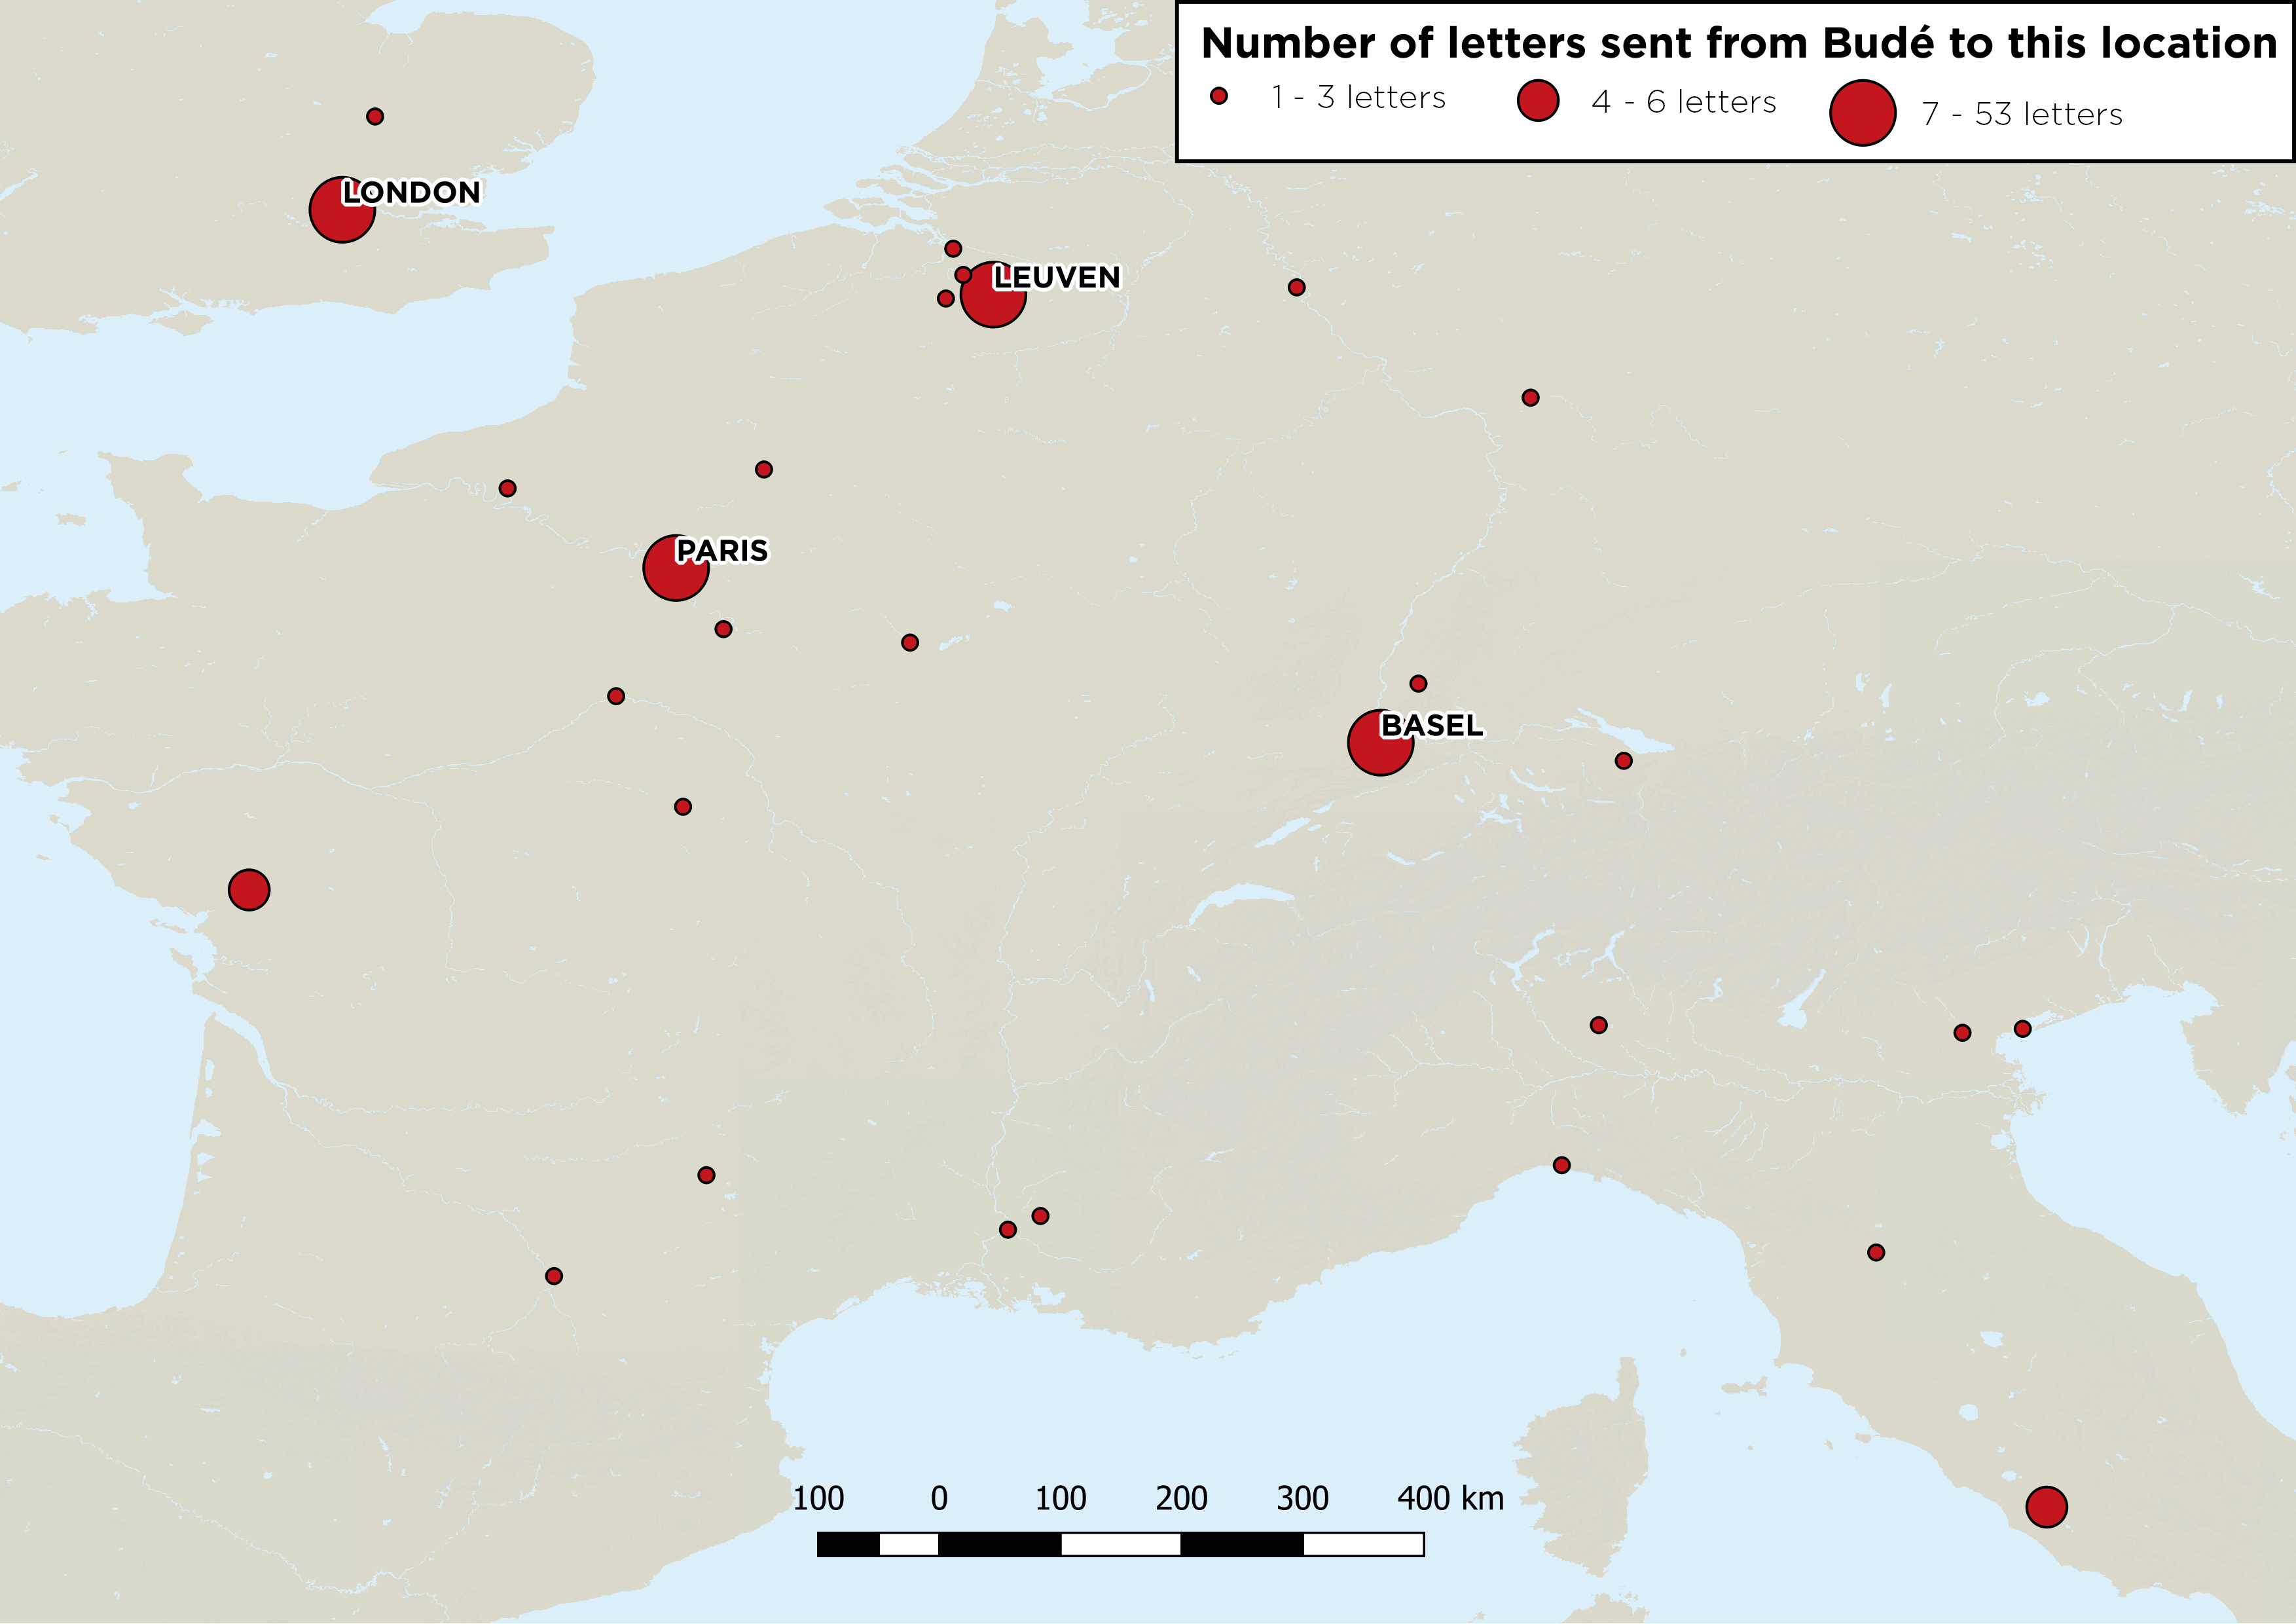 Number of letters sent from Budé to this location
1 - 3 letters 4 - 6 letters 7 - 53 letters
LONDON
LEUVEN
PARIS
BASEL
100 0 100 200 300 400 km